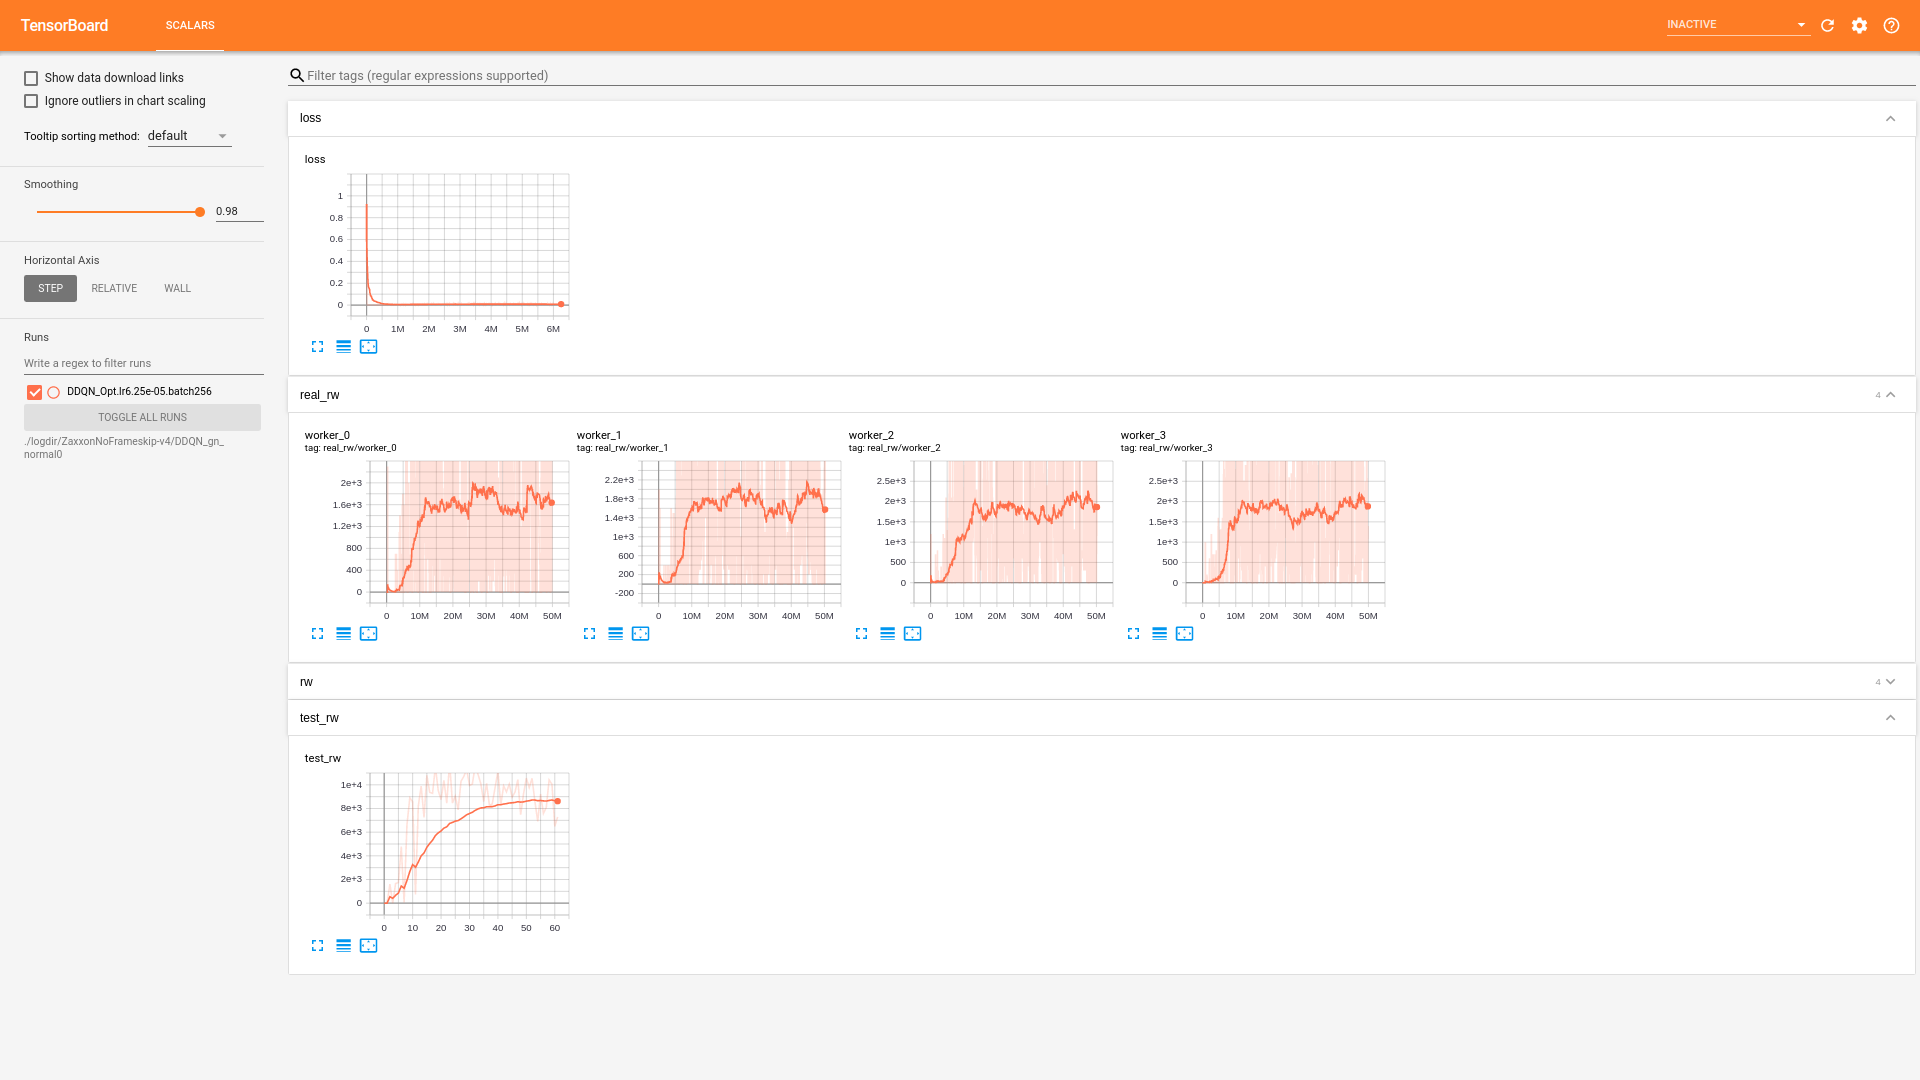 TensorBoard
SCALARS
INACTIVE
Show data download links
Ignore outliers in chart scaling
Tooltip sorting method: default
Smoothing
0.98
Horizontal Axis
STEP RELATIVE WALL
Runs
Write a regex to filter runs
DDQN_Opt.lr6.25e-05.batch256
TOGGLE ALL RUNS
./logdir/ZaxxonNoFrameskip-v4/DDQN_gn_
normal0
Filter tags (regular expressions supported)
loss
loss
1
0.8
0.6
0.4
0.2
0
0 1M 2M 3M 4M 5M 6M
real_rw
4
worker_0
tag: real_rw/worker_0
2e+3
1.6e+3
1.2e+3
800
400
0
0 10M 20M 30M 40M 50M
worker_1
tag: real_rw/worker_1
2.2e+3
1.8e+3
1.4e+3
1e+3
600
200
-200
0 10M 20M 30M 40M 50M
worker_2
tag: real_rw/worker_2
2.5e+3
2e+3
1.5e+3
1e+3
500
0
0 10M 20M 30M 40M 50M
worker_3
tag: real_rw/worker_3
2.5e+3
2e+3
1.5e+3
1e+3
500
0
0 10M 20M 30M 40M 50M
rw
4
test_rw
test_rw
1e+4
8e+3
6e+3
4e+3
2e+3
0
0 10 20 30 40 50 60